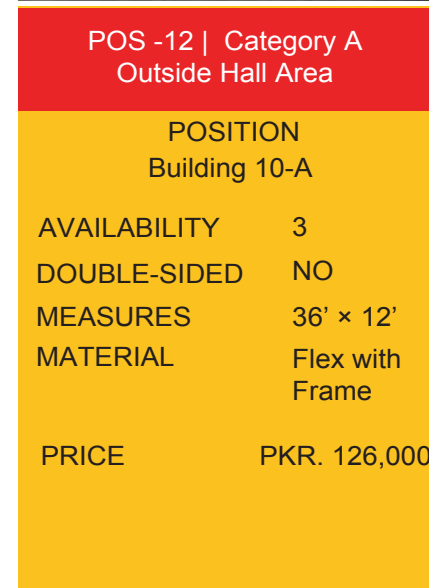 POS -12 | Category A
Outside Hall Area
POSITION
Building 10-A
AVAILABILITY 3
DOUBLE-SIDED NO
MEASURES 36’ × 12’
MATERIAL Flex with
Frame
PRICE PKR. 126,000